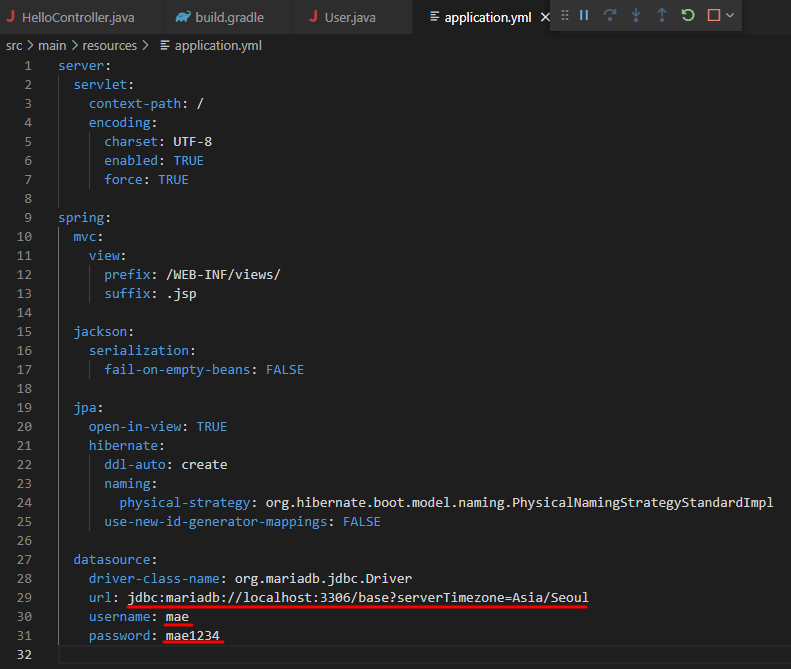 HelloController.java build.gradle User.java application.yml
src > main > resources > application.yml
1 server:
2 servlet:
3 context-path: /
4 encoding:
5 charset: UTF-8
6 enabled: TRUE
7 force: TRUE
8
9 spring:
10 mvc:
11 view:
12 prefix: /WEB-INF/views/
13 suffix: .jsp
14
15 jackson:
16 serialization:
17 fail-on-empty-beans: FALSE
18
19 jpa:
20 open-in-view: TRUE
21 hibernate:
22 ddl-auto: create
23 naming:
24 physical-strategy: org.hibernate.boot.model.naming.PhysicalNamingStrategyStandardImpl
25 use-new-id-generator-mappings: FALSE
26
27 datasource:
28 driver-class-name: org.mariadb.jdbc.Driver
29 url: jdbc:mariadb://localhost:3306/base?serverTimezone=Asia/Seoul
30 username: mae
31 password: mae1234
32